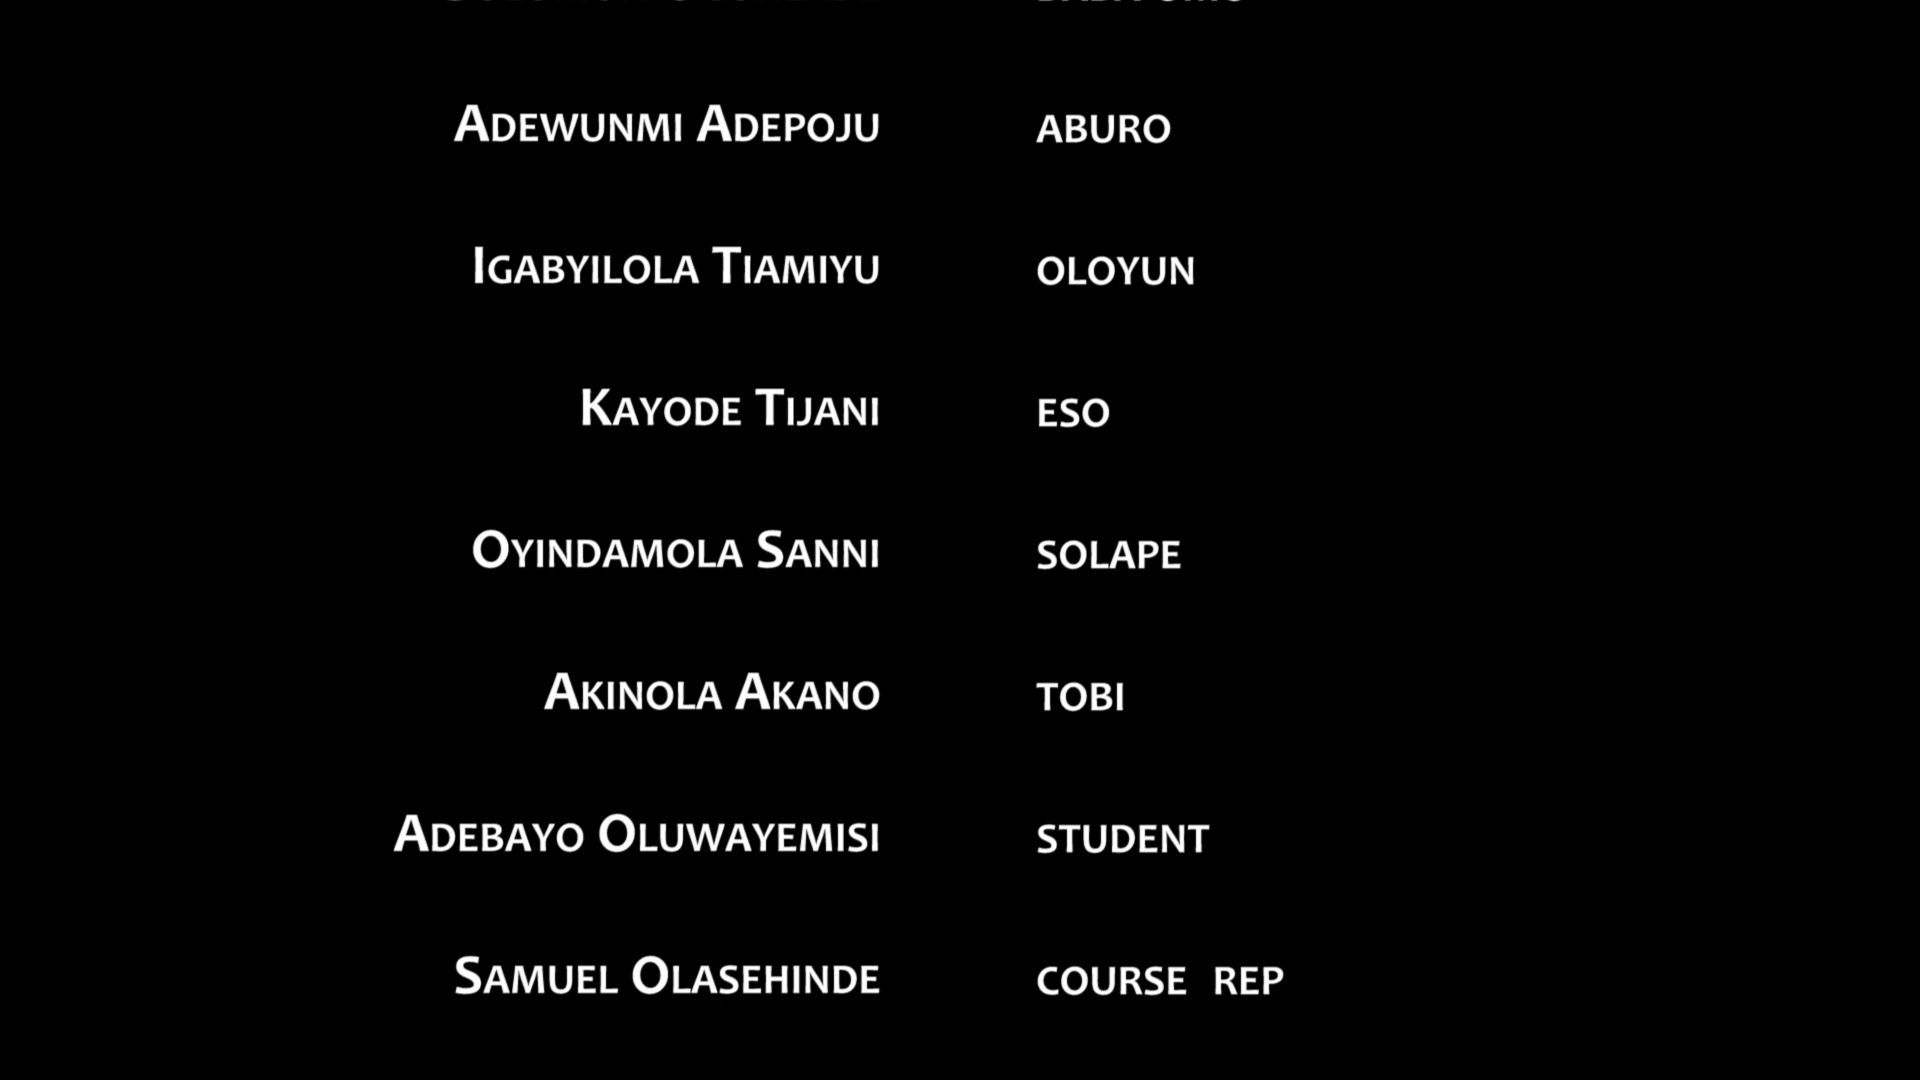 ADEWUNMI ADEPOJU ABURO
IGABYILOLA TIAMIYU OLOYUN
KAYODE TIJANI ESO
OYINDAMOLA SANNI SOLAPE
AKINOLA AKANO TOBI
ADEBAYO OLUWAYEMISI STUDENT
SAMUEL OLASEHINDE COURSE REP